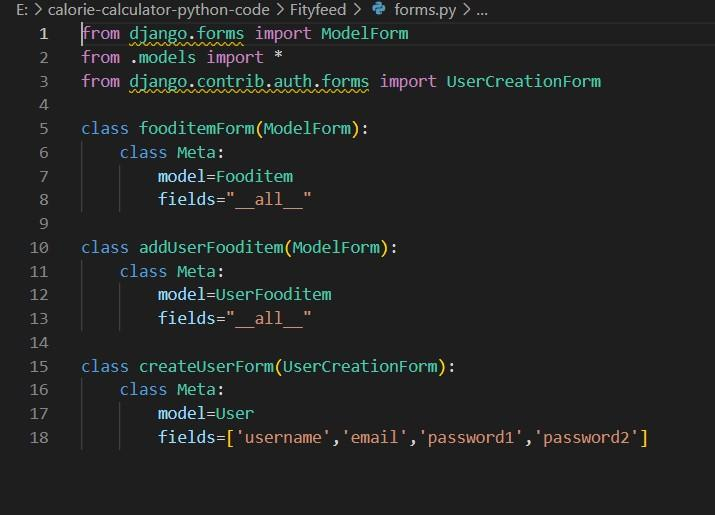 E: > calorie-calculator-python-code > Fityfeed > forms.py > ...
1 from django.forms import ModelForm
2 from .models import *
3 from django.contrib.auth.forms import UserCreationForm
4
5 class fooditemForm(ModelForm):
6     class Meta:
7         model=Fooditem
8         fields="__all__"
9
10 class addUserFooditem(ModelForm):
11     class Meta:
12         model=UserFooditem
13         fields="__all__"
14
15 class createUserForm(UserCreationForm):
16     class Meta:
17         model=User
18         fields=['username','email','password1','password2']